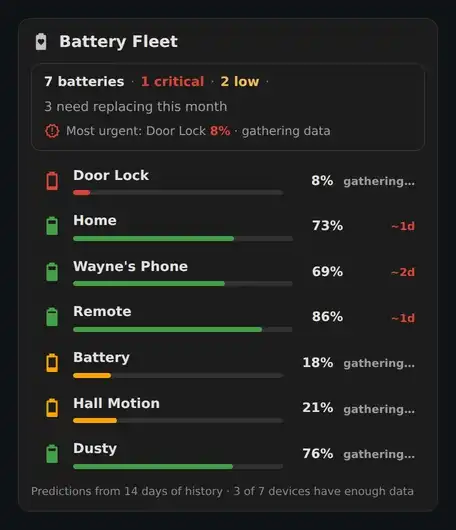 Battery Fleet
7 batteries · 1 critical · 2 low ·
3 need replacing this month
Most urgent: Door Lock 8% · gathering data
Door Lock 8% gathering…
Home 73% ~1d
Wayne's Phone 69% ~2d
Remote 86% ~1d
Battery 18% gathering…
Hall Motion 21% gathering…
Dusty 76% gathering…
Predictions from 14 days of history · 3 of 7 devices have enough data